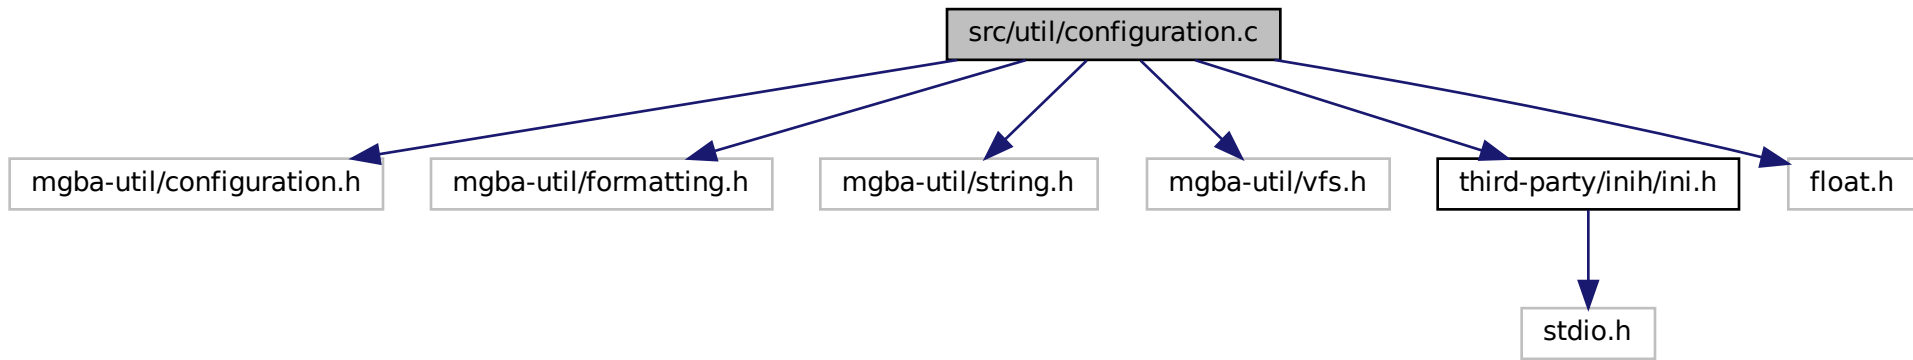 src/util/configuration.c
mgba-util/configuration.h
mgba-util/formatting.h
mgba-util/string.h
mgba-util/vfs.h
third-party/inih/ini.h
float.h
stdio.h